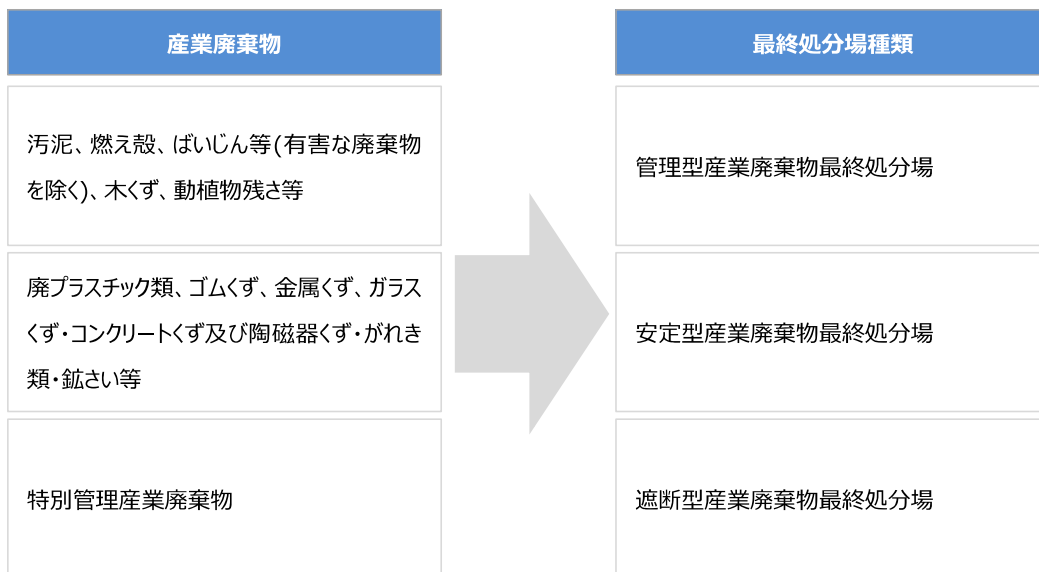 産業廃棄物
最終処分場種類
汚泥、燃え殻、ばいじん等(有害な廃棄物
を除く)、木くず、動植物残さ等
管理型産業廃棄物最終処分場
廃プラスチック類、ゴムくず、金属くず、ガラス
くず・コンクリートくず及び陶磁器くず・がれき
類・鉱さい等
安定型産業廃棄物最終処分場
特別管理産業廃棄物
遮断型産業廃棄物最終処分場